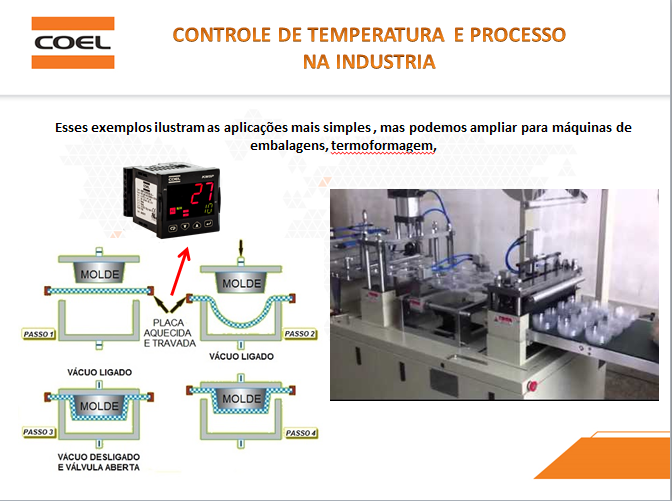 COEL
CONTROLE DE TEMPERATURA E PROCESSO
NA INDUSTRIA
Esses exemplos ilustram as aplicações mais simples , mas podemos ampliar para máquinas de
embalagens, termoformagem,
COEL
27
10
MOLDE
MOLDE
PLACA
AQUECIDA
E TRAVADA
PASSO 1
PASSO 2
VÁCUO LIGADO
VÁCUO LIGADO
MOLDE
MOLDE
PASSO 3
PASSO 4
VÁCUO DESLIGADO
E VÁLVULA ABERTA